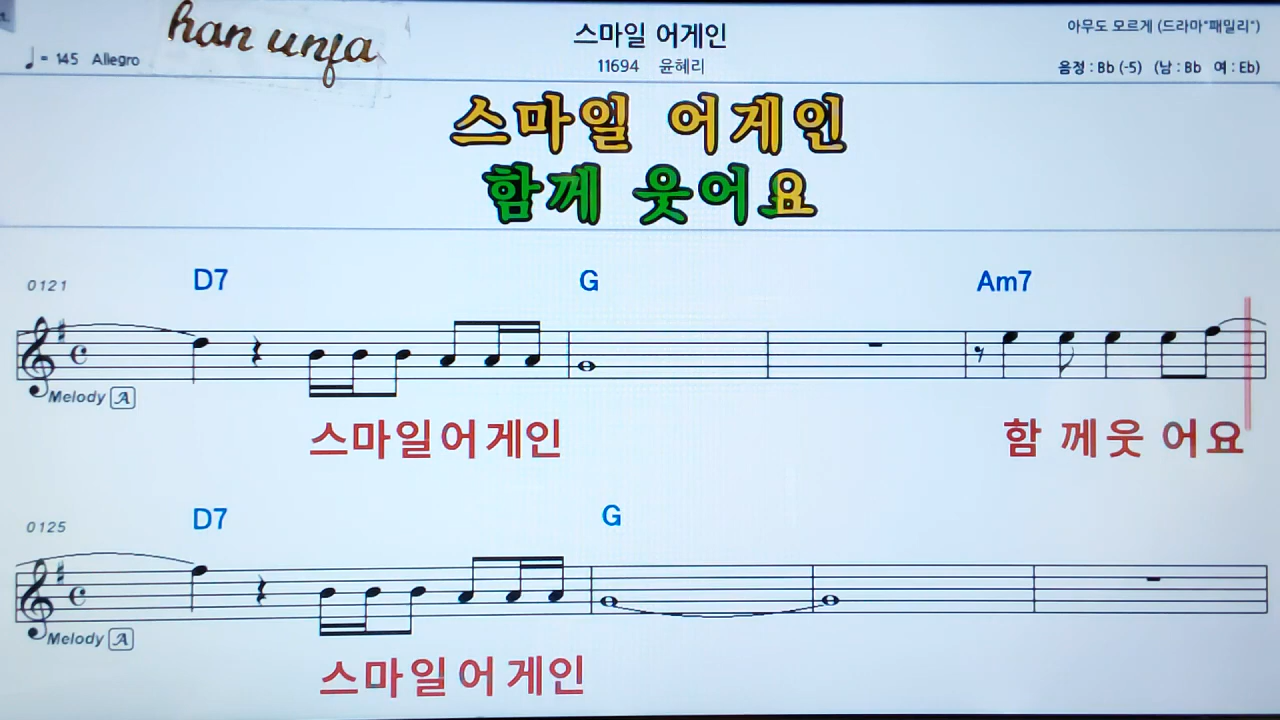 han unja
♩ = 145 Allegro
스마일 어게인
11694 윤혜리
아무도 모르게 (드라마"패밀리")
음정 : Bb (-5) (남 : Bb 여 : Eb)
스마일 어게인
함께 웃어요
0121 D7 G Am7
Melody A
스마일어게인 함 께웃 어요
0125 D7 G
Melody A
스마일어게인